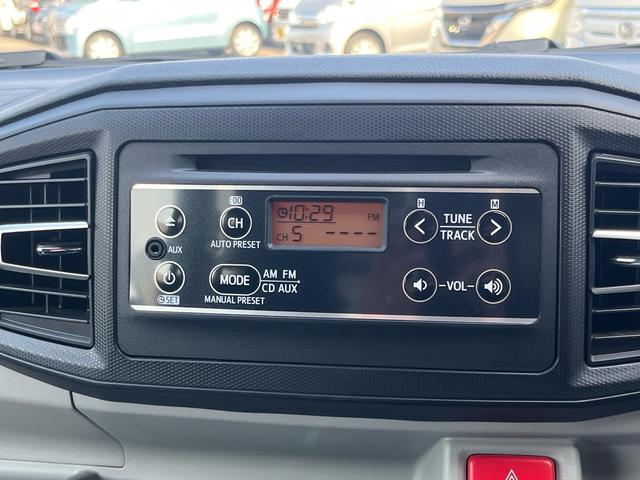 DD
H
M
CH
10:29
FM
TUNE
TRACK
CH 5 ----
AUX
AUTO PRESET
MODE
AM FM
CD AUX
-VOL-
SET
MANUAL PRESET